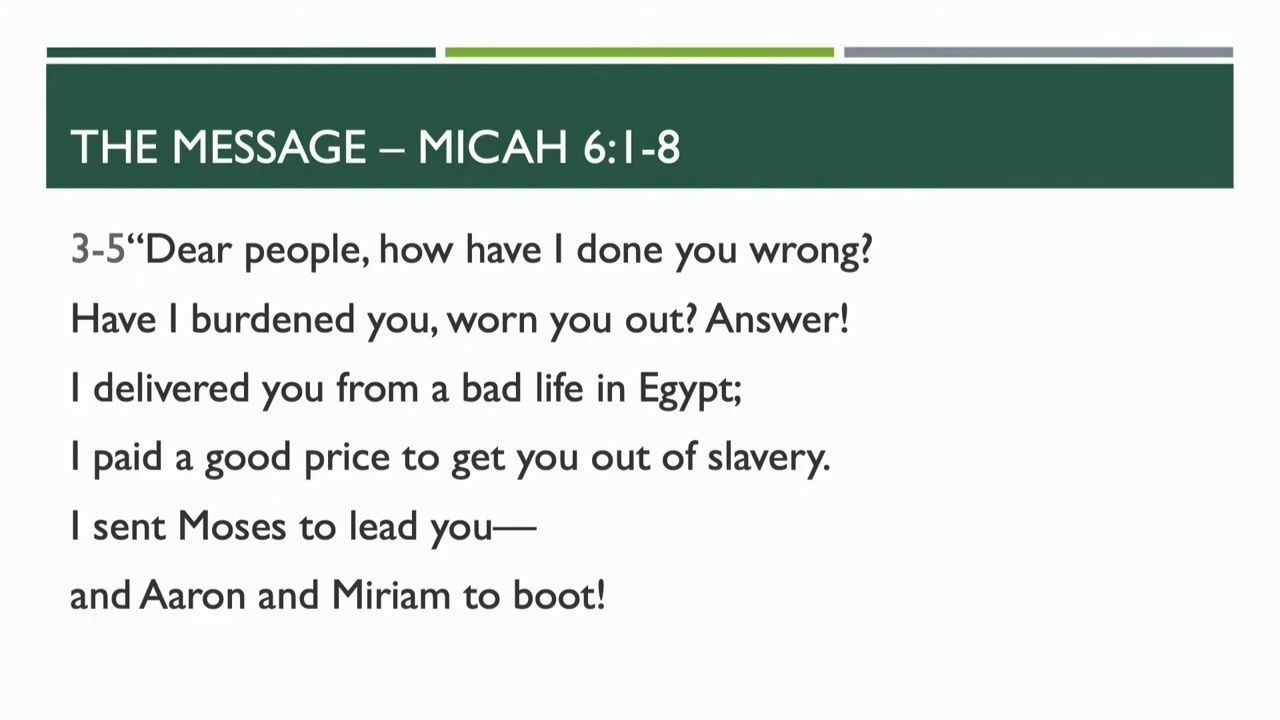 THE MESSAGE – MICAH 6:1-8
3-5“Dear people, how have I done you wrong?
Have I burdened you, worn you out? Answer!
I delivered you from a bad life in Egypt;
I paid a good price to get you out of slavery.
I sent Moses to lead you—
and Aaron and Miriam to boot!